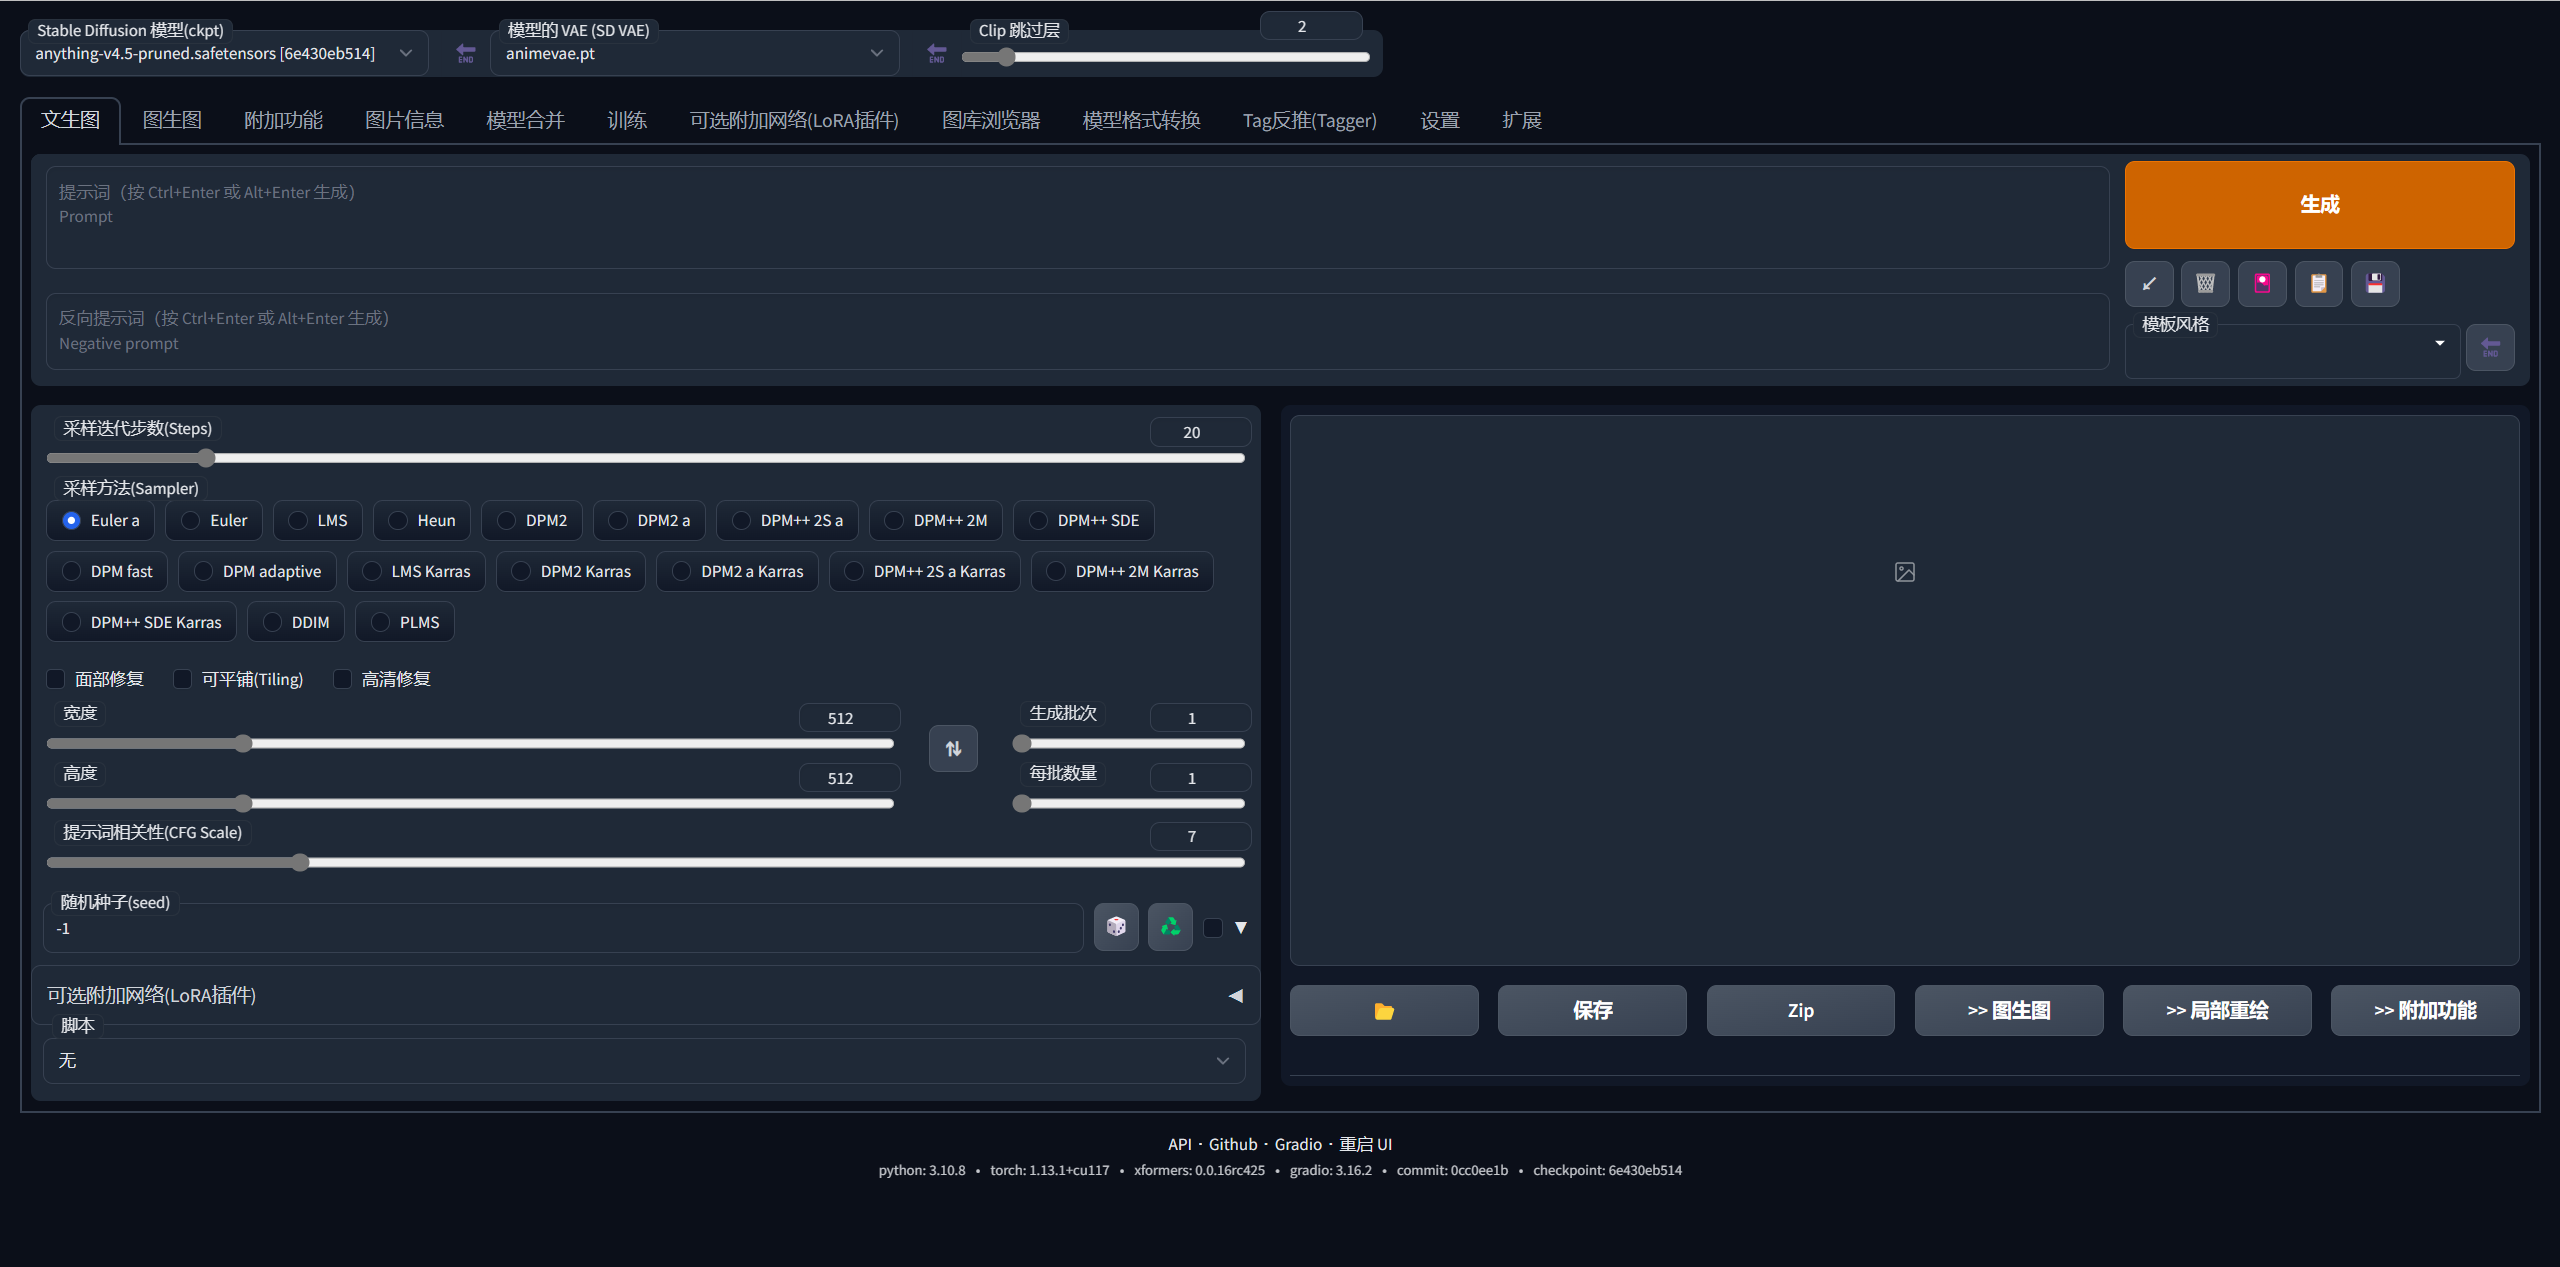 Stable Diffusion 模型(ckpt)
anything-v4.5-pruned.safetensors [6e430eb514]
模型的 VAE (SD VAE)
animevae.pt
Clip 跳过层
2
文生图 图生图 附加功能 图片信息 模型合并 训练 可选附加网络(LoRA插件) 图库浏览器 模型格式转换 Tag反推(Tagger) 设置 扩展
提示词（按 Ctrl+Enter 或 Alt+Enter 生成）
Prompt
反向提示词（按 Ctrl+Enter 或 Alt+Enter 生成）
Negative prompt
生成
模板风格
采样迭代步数(Steps)
20
采样方法(Sampler)
Euler a Euler LMS Heun DPM2 DPM2 a DPM++ 2S a DPM++ 2M DPM++ SDE
DPM fast DPM adaptive LMS Karras DPM2 Karras DPM2 a Karras DPM++ 2S a Karras DPM++ 2M Karras
DPM++ SDE Karras DDIM PLMS
面部修复 可平铺(Tiling) 高清修复
宽度
512
生成批次
1
高度
512
每批数量
1
提示词相关性(CFG Scale)
7
随机种子(seed)
-1
可选附加网络(LoRA插件)
脚本
无
保存 Zip >> 图生图 >> 局部重绘 >> 附加功能
API · Github · Gradio · 重启 UI
python: 3.10.8 • torch: 1.13.1+cu117 • xformers: 0.0.16rc425 • gradio: 3.16.2 • commit: 0cc0ee1b • checkpoint: 6e430eb514